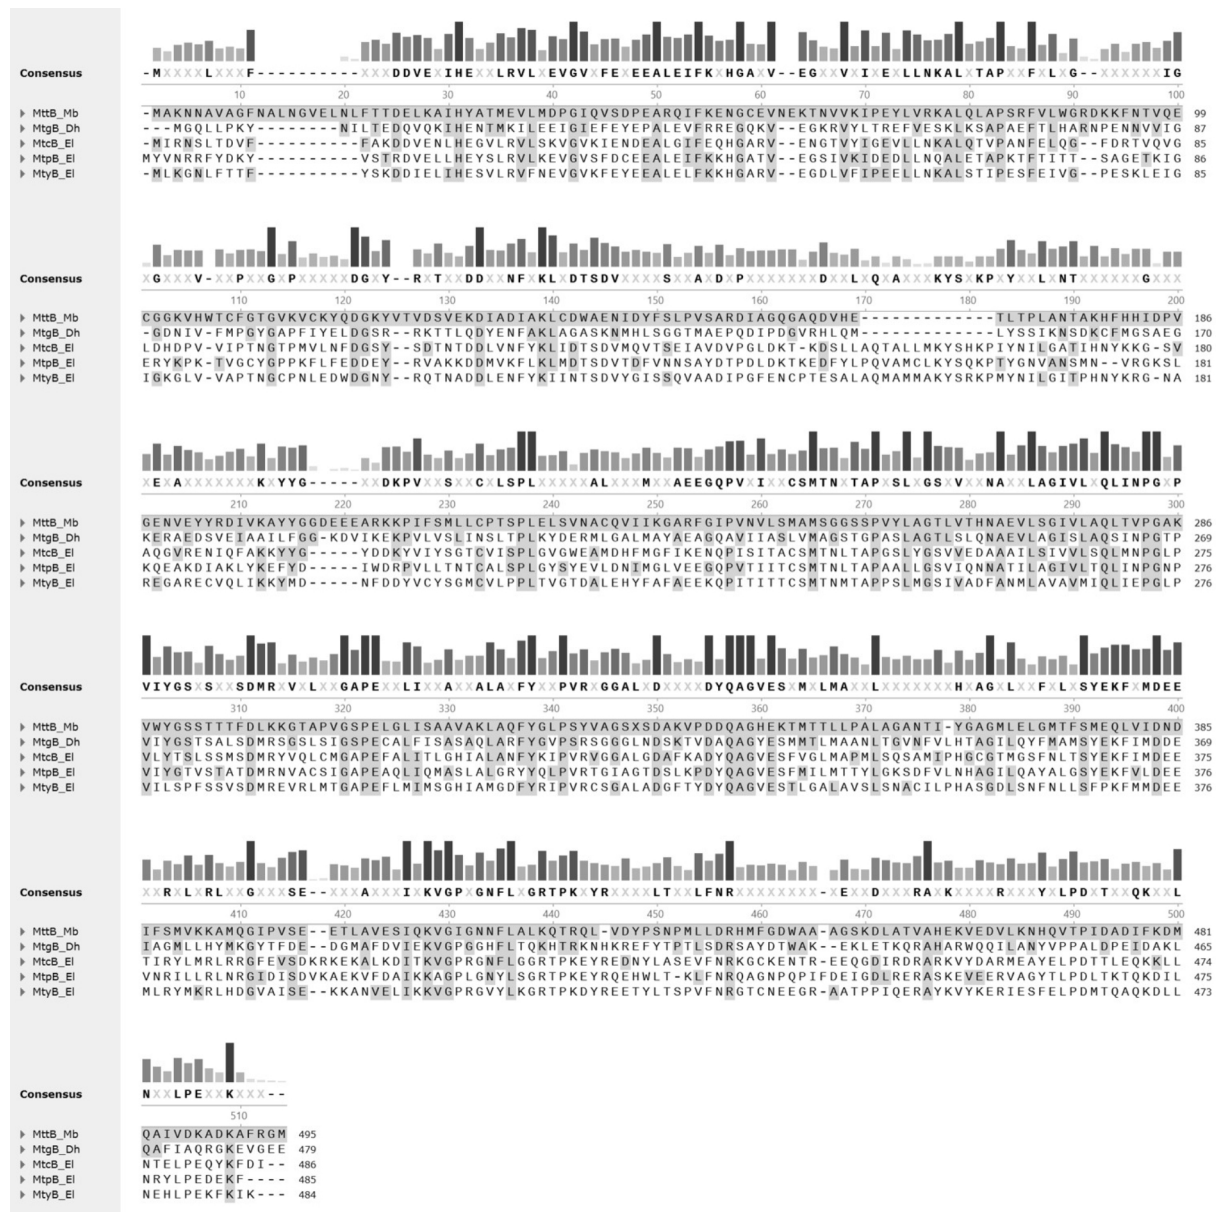 Consensus -MXXXXLXXXF-----------XXXDDVEXIHEXXLRVLXEVGVXFEXEEALEIFKXHGAXV--EGXXVXIXEXLLNKALXTAPXXFXLXG--XXXXXXIG
10 20 30 40 50 60 70 80 90 100
MttB_Mb -MAKNNAVAGFNALNGVELNLFTTDELKAIHYATMEVLMDPGIQVSDPEARQIFKENGCEVNEKTNVVKIPEYLVRKALQLAPSRFVLWGRDKKFNTVQE 99
MtgB_Dh ---MGQLLPKY--------NILTEDQVQKIHENTMKILEEIGIEFEYEPALEVFRREGQKV--EGKRVYLTREFVESKLKSAPAEFTLHARNPENNVVIG 87
MtcB_El --MIRNSLTDVF--------FAKDDVENLHEGVLRVLSKVGVKIENDEALGIFEQHGARV--ENGTVYIGEVLLNKALQTVPANFELQG--FDRTVQVG 85
MtpB_El MYVNRRFYDKY---------VSTRDVELLHEYSLRVLKEVGVSFDCEEALEIFKKHGATV--EGSIVKIDEDLLNQALETAPKTFTITT--SAGETKIG 86
MtyB_El -MLKGNLFTTF---------YSKDDIELIHESVLRVFNEVGVKFEYEEALELFKKHGARV--EGDLVFIPEELLNKALSTIPESFEIVG--PESKLEIG 85
Consensus XGXXXV-XXPXXGXPXXXXXDGXY--RXTXXDDXXNFXKLXDTSDVXXXXSXXAXDXPXXXXXXDXXLXQXAXXXKYSXKPXYXXLXNTXXXXXXGXXX
110 120 130 140 150 160 170 180 190 200
MttB_Mb CGGKVHWTCFGTGVKVCKYQDGKYVTVDSVEKDIADIAKLCDWAENIDYFSLPVSARDIAGQGAQDVHE-------------TLTPLANTAKHFHHIDPV 186
MtgB_Dh -GDNIV-FMPGYGAPFIYELDGSR--RKTTLQDYENFAKLAGASKNMHLSGGTMAEPQDIPDGVRHLQM------------LYSSIKNSDKCFMGSAEG 170
MtcB_El LDHDPV-VIPTNGTPMVLNFDGSY--SDTNTDDLVNFYKLIDTSDVMQVTSEIAVDVPGLDKT-KDSLLAQTALLMKYSHKPIYNILGATIHNYVKKG-SV 180
MtpB_El ERYKPK-TVGCYGPPKFLFEDDEY--RVAKKDDMVKFLKLMDTSDVTDFVNNSAYDTPDLDKTKEDFYLPQVAMCLKYSQKPTYGNVANSMN--VRGKSL 181
MtyB_El IGKGLV-VAPTNGCPNLEDWDGNY--RQTNADDLENFYKIINTSDVYGISSQVAADIPGFENCPTESALAQMAMMAKYSRKPMYNILGITPHNYKRG-NA 181
Consensus XEXAXXXXXXXKXYYG-----XXDKPVXXSXXCXLSPLXXXXXALXXXMXXAEEGQPVXIXXCSMTNXTAPXSLXGSXVXXNAXXLAGIVLXQLINPGXP
210 220 230 240 250 260 270 280 290 300
MttB_Mb GENVEYYRDIVKAYYGGDEEEARKKPIFSMLLCPTSPLELSVNACQVIIKGARFGIPVNVLSMAMSGGSSPVYLAGTLVTHNAEVLSGIVLAQLTVPGAK 286
MtgB_Dh KERAEDSVEIAAILFGG-KDVIKEKPVLVSLINSLTPLKYDERMLGALMAYAEAGQAVIIASLVMAGSTGPASLAGTLSLQNAEVLAGISLAQSINPGTP 269
MtcB_El AQGVRENIQFAKKYYG-----YDDKYVIYSGTCVISPLGVGWEAMDHFMGFIKENQPISITACSMTNLTAPGSLYGSVVEDAAAILSIVVLSQLMNPGLP 275
MtpB_El KQEAKDIAKLYKEFYD-----IWDRPVLLTNTCALSPLGYSYEVLDNIMGLVEEGQPVTIITCSMTNLTAPAALLGSVIQNNATILAGIVLTQLINPGNP 276
MtyB_El REGARECVQLIKKYMD-----NFDDYVCYSGMCVLPPLTVGTDALEHYFAFAEEKQPITITTCSMTNMTAPPSLMGSIVADFANMLAVAVMIQLIEPGLP 276
Consensus VIYGSXSXXSDMRXVXLXXGAPEXXLIXXAXXALAXFYXXPVRXGGALXDXXXXDYQAGVESXMXLMAXXLXXXXXXXHXAGXLXXFXLXSYEKFXMDEE
310 320 330 340 350 360 370 380 390 400
MttB_Mb VWYGSSTTTFDLKKGTAPVGSPELGLISAAVAKLAQFYGLPSYVAGSXSDAKVPDDQAGHEKTMTTLLPALAGANTI-YGAGMLELGMTFSMEQLVIDND 385
MtgB_Dh VIYGSTSALSDMRSGSLSIGSPECALFISASAQLARFYGVPSRSGGGLNDSKTVDAQAGYESMMTLMAANLTGVNFVLHTAGILQYFMAMSYEKFIMDDE 369
MtcB_El VLYTSLSSMSDMRYVQLCMGAPEFALITLGHIALANFYKIPVRVGGALGDAFKADYQAGVESFVGLMAPMLSQSAMIPHGCGTMGSFNLTSYEKFIMDEE 375
MtpB_El VIYGTVSTATDMRNVACSIGAPEAQLIQMASLALGRYYQLPVRTGIAGTDSLKPDYQAGVESFMILMTTYLGKSDFVLNHAGILQAYALGSYEKFVLDEE 376
MtyB_El VILSPFSSVSDMREVRLMTGAPEFLMIMSGHIAMGDFYRIPVRCSGALADGFTYDYQAGVESTLGALAVSLSNACILPHASGDLSNFNLLSFPKFMMDEE 376
Consensus XXRXLXRLXXGXXXSE--XXXAXXXIXKVGPXGNFLXGRTPKXYRXXXXLTXXLFNRXXXXXXXX-XEXXDXXXRAXKXXXXRXXXYXLPDXTXXQKXXL
410 420 430 440 450 460 470 480 490 500
MttB_Mb IFSMVKKAMQGIPVSE--ETLAVESIQKVGIGNNFLALKQTRQL-VDYPSNPMLLDRHMFGDWAA-AGSKDLATVAHEKVEDVLKNHQVTPIDADIFKDM 481
MtgB_Dh IAGMLLHYMKGYTFDE--DGMAFDVIEKVGPGGHFLTQKHTRKNHKREFYTPTLSDRSAYDTWAK--EKLETKQRAHARWQQILANYVPPALDPEIDAKL 465
MtcB_El TIRYLMRLRRGFEVSDKRKEKALKDITKVGPRGNFLGGRTPKEYREDNYLASEVFNRKGCKENTR-EEQGDIRDRARKVYDARMEAYELPDTTLEQKKLL 474
MtpB_El VNRILLRLNRGIDISDVKAEKVFDAIKKAGPLGNYLSGRTPKEYRQEHWLT-KLFNRQAGNPQPIFDEIGDLRERASKEVEERVAGYTLPDLTKTQKDIL 475
MtyB_El MLRYMKRLHDGVAISE--KKANVELIKKVGPRGVYLKGRTPKDYREETYLTSPVFNRGTCNEEGR-AATPPIQERAYKVYKERIESFELPDMTQAQKDLL 473
Consensus NXXLPEXXKXXX--
510
MttB_Mb QAIVDKADKAFRGM 495
MtgB_Dh QAFIAQRGKEVGEE 479
MtcB_El NTELPEQYKFDI-- 486
MtpB_El NRYLPEDEKF---- 485
MtyB_El NEHLPEKFKIK--- 484